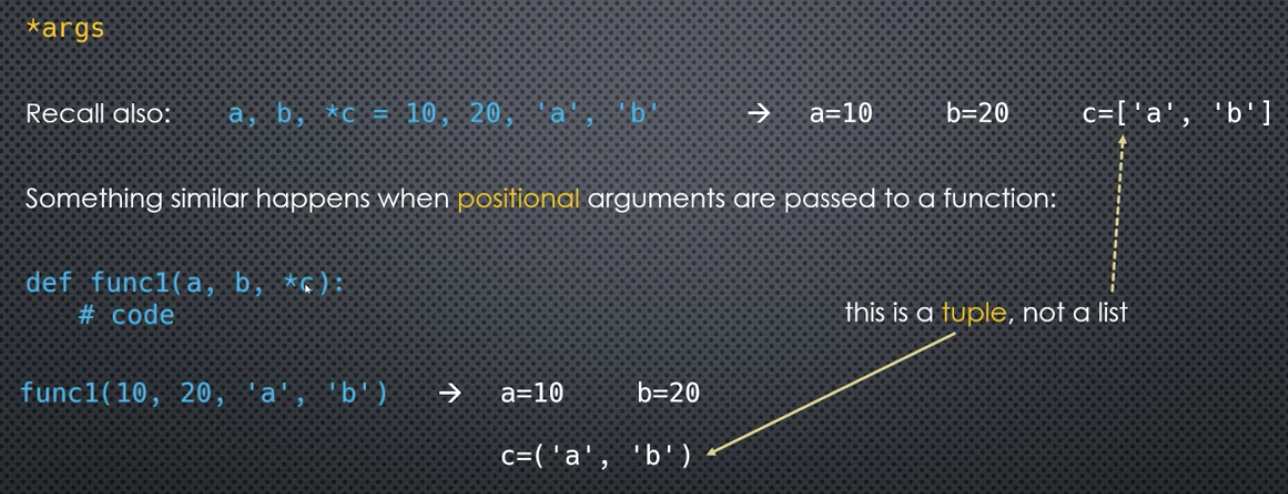 *args
Recall also: a, b, *c = 10, 20, 'a', 'b' → a=10 b=20 c=['a', 'b']
Something similar happens when positional arguments are passed to a function:
def func1(a, b, *c):
# code
this is a tuple, not a list
func1(10, 20, 'a', 'b') → a=10 b=20
c=('a', 'b')